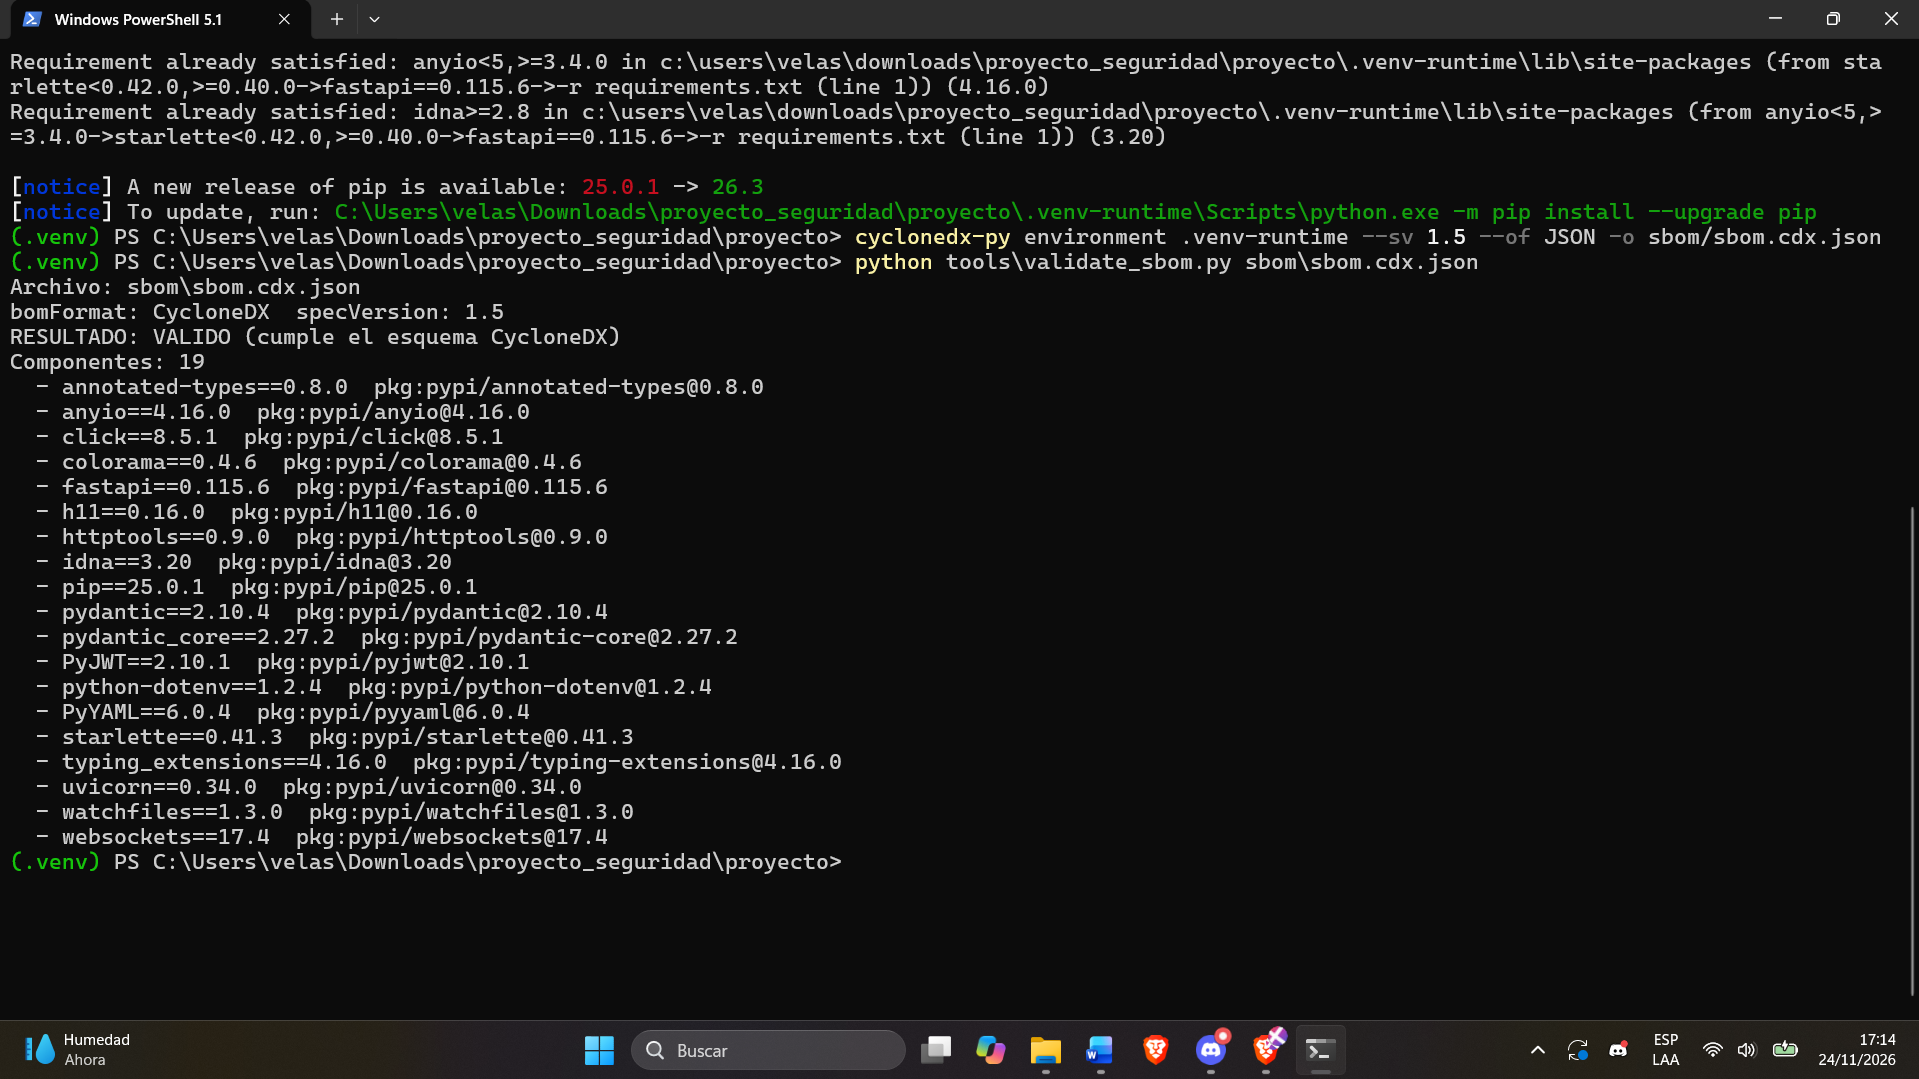 Windows PowerShell 5.1
Requirement already satisfied: anyio<5,>=3.4.0 in c:\users\velas\downloads\proyecto_seguridad\proyecto\.venv-runtime\lib\site-packages (from sta
rlette<0.42.0,>=0.40.0->fastapi==0.115.6->-r requirements.txt (line 1)) (4.16.0)
Requirement already satisfied: idna>=2.8 in c:\users\velas\downloads\proyecto_seguridad\proyecto\.venv-runtime\lib\site-packages (from anyio<5,>
=3.4.0->starlette<0.42.0,>=0.40.0->fastapi==0.115.6->-r requirements.txt (line 1)) (3.20)
[notice] A new release of pip is available: 25.0.1 -> 26.3
[notice] To update, run: C:\Users\velas\Downloads\proyecto_seguridad\proyecto\.venv-runtime\Scripts\python.exe -m pip install --upgrade pip
(.venv) PS C:\Users\velas\Downloads\proyecto_seguridad\proyecto> cyclonedx-py environment .venv-runtime --sv 1.5 --of JSON -o sbom/sbom.cdx.json
(.venv) PS C:\Users\velas\Downloads\proyecto_seguridad\proyecto> python tools\validate_sbom.py sbom\sbom.cdx.json
Archivo: sbom\sbom.cdx.json
bomFormat: CycloneDX  specVersion: 1.5
RESULTADO: VALIDO (cumple el esquema CycloneDX)
Componentes: 19
  - annotated-types==0.8.0  pkg:pypi/annotated-types@0.8.0
  - anyio==4.16.0  pkg:pypi/anyio@4.16.0
  - click==8.5.1  pkg:pypi/click@8.5.1
  - colorama==0.4.6  pkg:pypi/colorama@0.4.6
  - fastapi==0.115.6  pkg:pypi/fastapi@0.115.6
  - h11==0.16.0  pkg:pypi/h11@0.16.0
  - httptools==0.9.0  pkg:pypi/httptools@0.9.0
  - idna==3.20  pkg:pypi/idna@3.20
  - pip==25.0.1  pkg:pypi/pip@25.0.1
  - pydantic==2.10.4  pkg:pypi/pydantic@2.10.4
  - pydantic_core==2.27.2  pkg:pypi/pydantic-core@2.27.2
  - PyJWT==2.10.1  pkg:pypi/pyjwt@2.10.1
  - python-dotenv==1.2.4  pkg:pypi/python-dotenv@1.2.4
  - PyYAML==6.0.4  pkg:pypi/pyyaml@6.0.4
  - starlette==0.41.3  pkg:pypi/starlette@0.41.3
  - typing_extensions==4.16.0  pkg:pypi/typing-extensions@4.16.0
  - uvicorn==0.34.0  pkg:pypi/uvicorn@0.34.0
  - watchfiles==1.3.0  pkg:pypi/watchfiles@1.3.0
  - websockets==17.4  pkg:pypi/websockets@17.4
(.venv) PS C:\Users\velas\Downloads\proyecto_seguridad\proyecto>
Humedad
Ahora
Buscar
ESP
LAA
17:14
24/11/2026